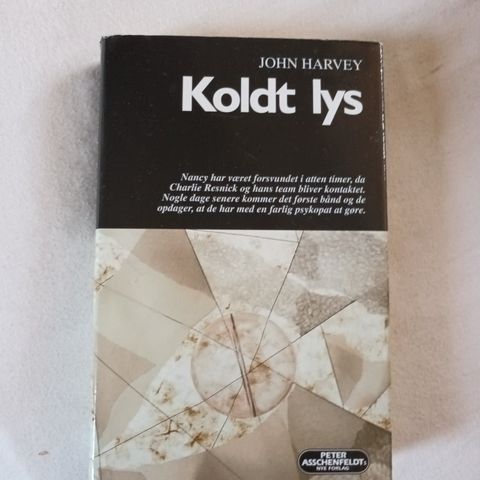 JOHN HARVEY
Koldt lys
Nancy har været forsvundet i atten timer, da
Charlie Resnick og hans team bliver kontaktet.
Nogle dage senere kommer det første bånd og de
opdager, at de har med en farlig psykopat at gøre.
PETER
ASSCHENFELDTs
NYE FORLAG